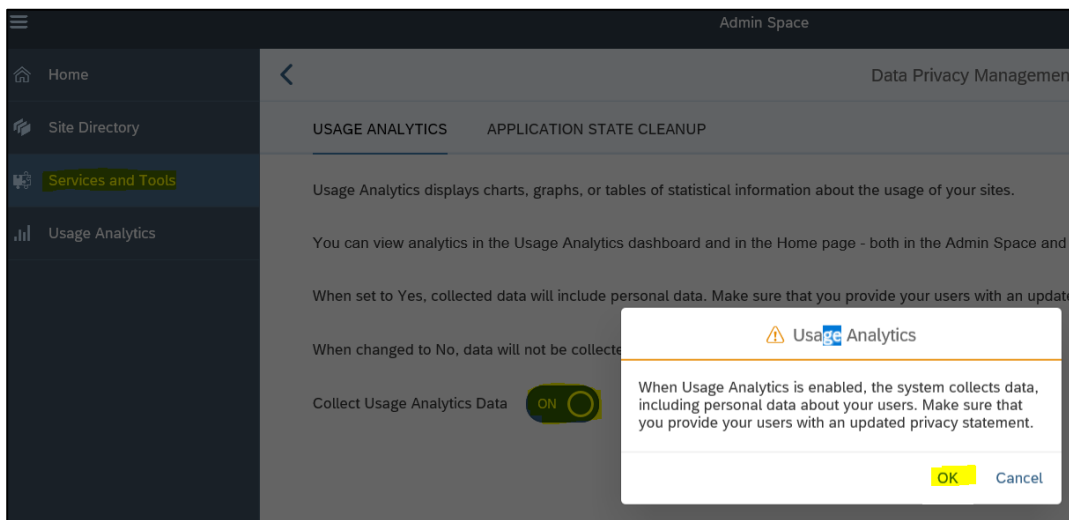 Admin Space
Home
Data Privacy Managemen
Site Directory
USAGE ANALYTICS APPLICATION STATE CLEANUP
Services and Tools
Usage Analytics displays charts, graphs, or tables of statistical information about the usage of your sites.
Usage Analytics
You can view analytics in the Usage Analytics dashboard and in the Home page - both in the Admin Space and
When set to Yes, collected data will include personal data. Make sure that you provide your users with an updat
When changed to No, data will not be collecte
Collect Usage Analytics Data ON
Usage Analytics
When Usage Analytics is enabled, the system collects data,
including personal data about your users. Make sure that
you provide your users with an updated privacy statement.
OK Cancel